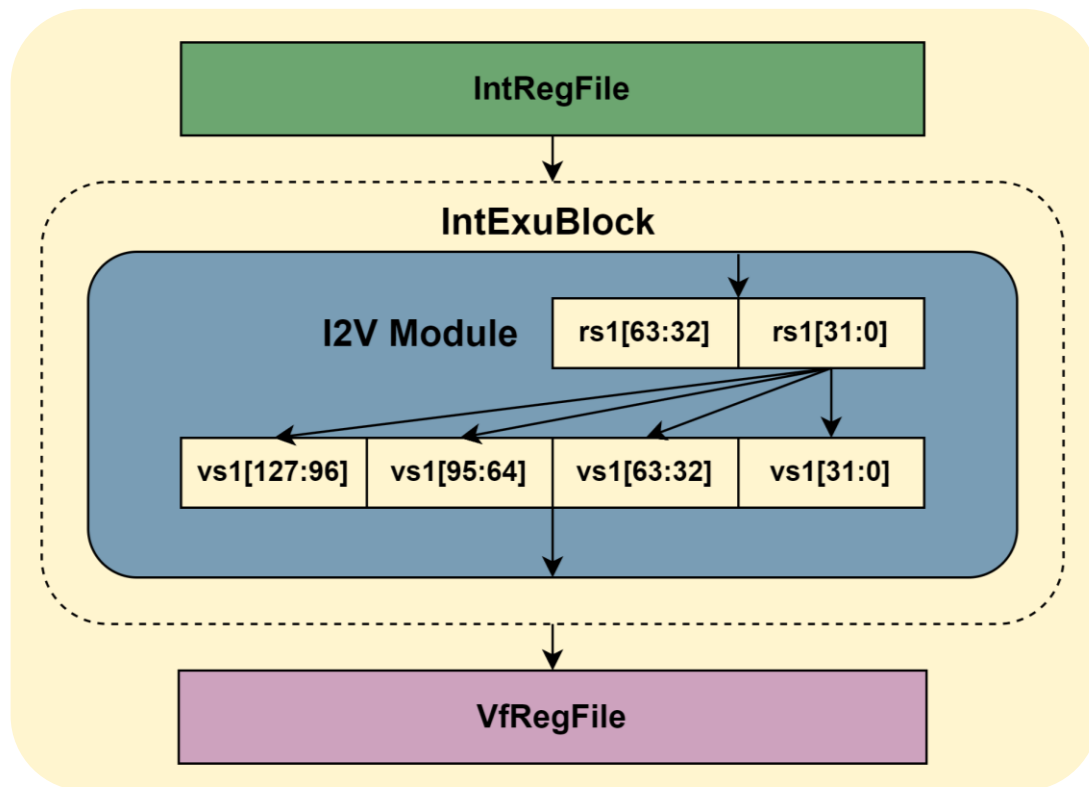 IntRegFile
IntExuBlock
I2V Module
rs1[63:32] rs1[31:0]
vs1[127:96] vs1[95:64] vs1[63:32] vs1[31:0]
VfRegFile